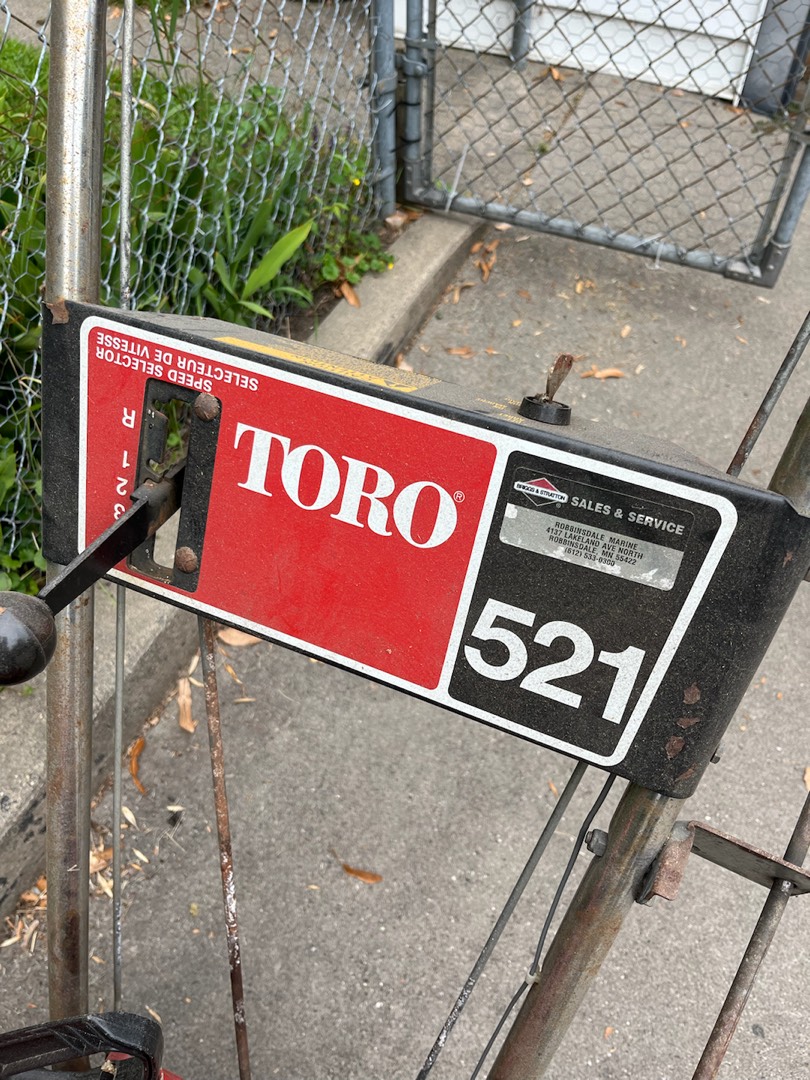 SPEED SELECTOR
SELECTEUR DE VITESSE
R
1
2
3
TORO®
BRIGGS & STRATTON
SALES & SERVICE
ROBBINSDALE MARINE
4137 LAKELAND AVE NORTH
ROBBINSDALE, MN 55422
(612) 533-0300
521